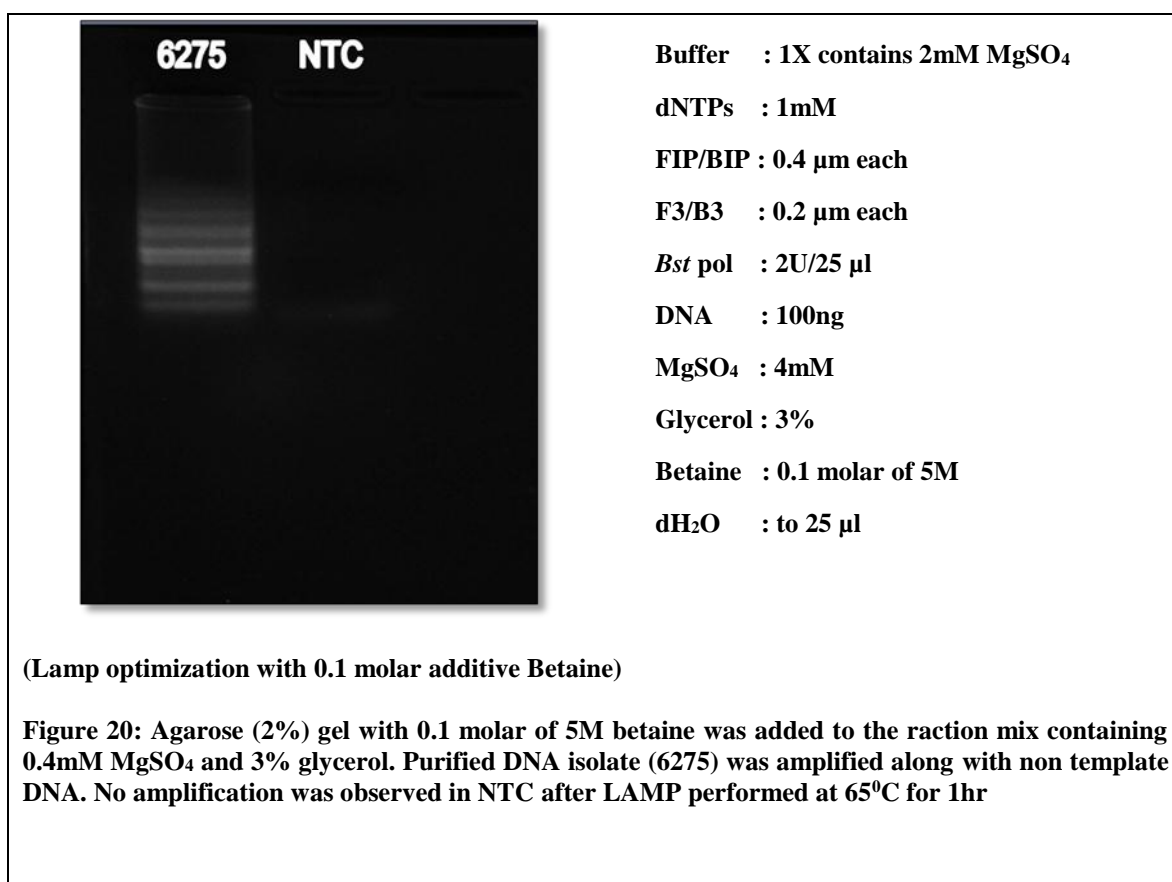 6275 NTC
Buffer : 1X contains 2mM MgSO₄
dNTPs : 1mM
FIP/BIP : 0.4 µm each
F3/B3 : 0.2 µm each
Bst pol : 2U/25 µl
DNA : 100ng
MgSO₄ : 4mM
Glycerol : 3%
Betaine : 0.1 molar of 5M
dH₂O : to 25 µl
(Lamp optimization with 0.1 molar additive Betaine)
Figure 20: Agarose (2%) gel with 0.1 molar of 5M betaine was added to the raction mix containing
0.4mM MgSO₄ and 3% glycerol. Purified DNA isolate (6275) was amplified along with non template
DNA. No amplification was observed in NTC after LAMP performed at 65⁰C for 1hr